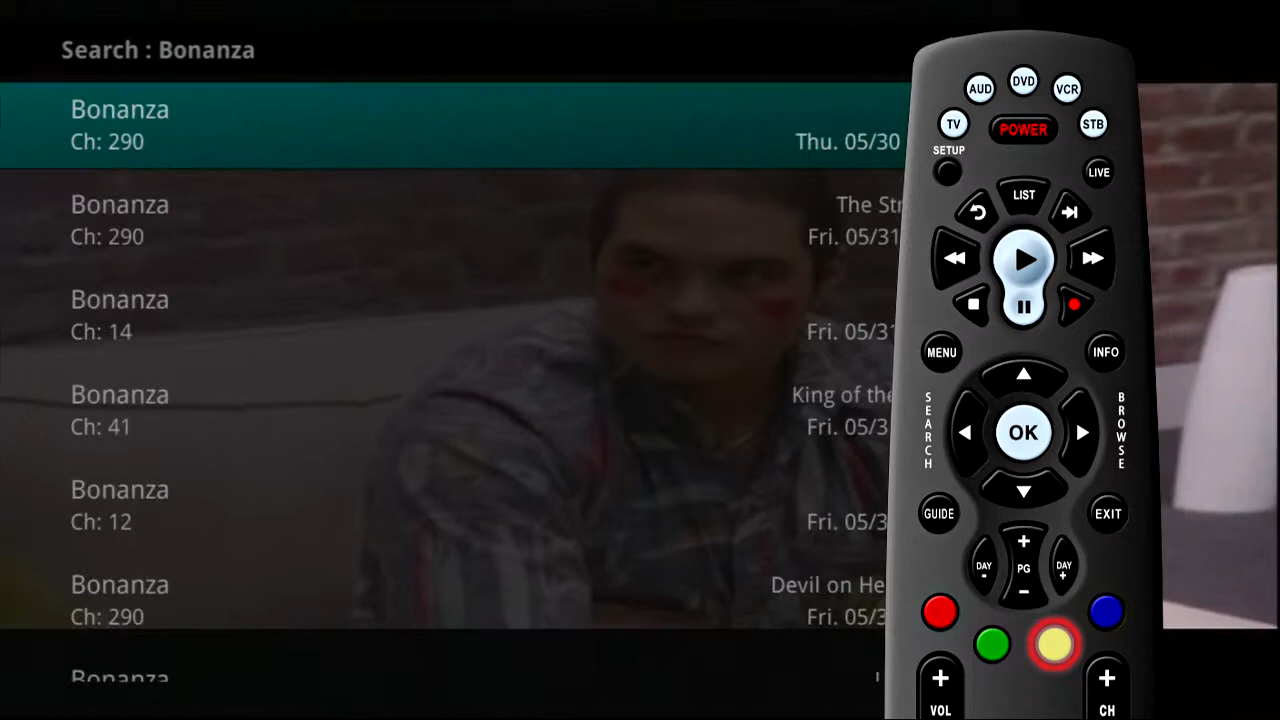 Search : Bonanza
Bonanza
Ch: 290
Thu. 05/30
Bonanza
The
Ch: 290
Fri. 05/31
Bonanza
Ch: 14
Fri. 05/31
Bonanza
King of the
Ch: 41
Fri. 05/3
Bonanza
Ch: 12
Fri. 05/3
Bonanza
Devil on
Ch: 290
Fri. 05/3
Bonanza
AUD
DVD
VCR
TV
POWER
STB
SETUP
LIVE
LIST
MENU
INFO
SEARCH
OK
BROWSE
GUIDE
EXIT
DAY
-
+
PG
-
DAY
+
+
VOL
+
CH